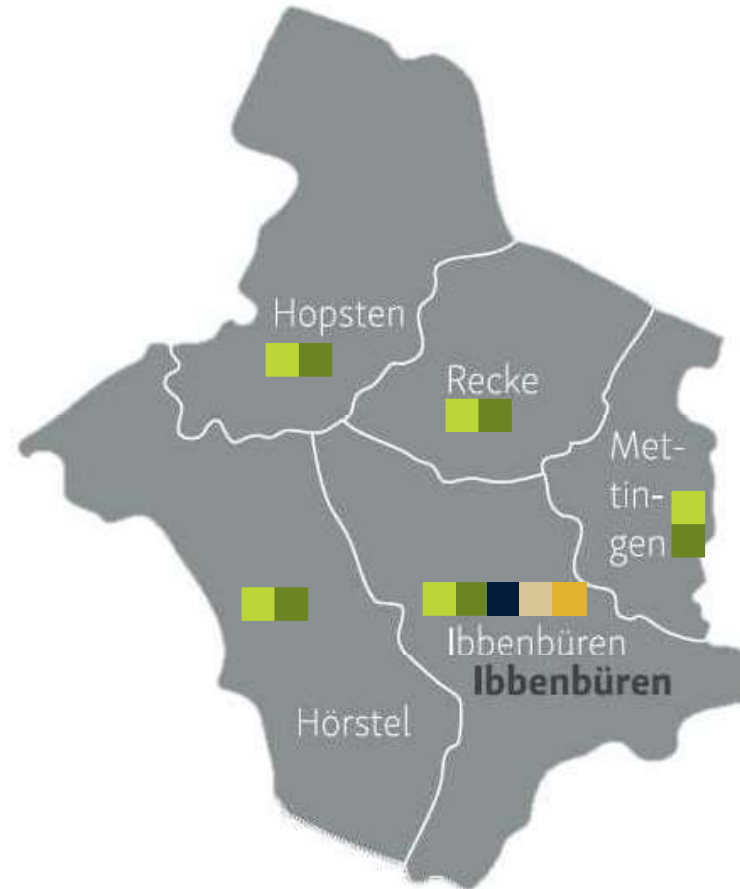 Hopsten
Recke
Met-
tin-
gen
Ibbenbüren
Ibbenbüren
Hörstel